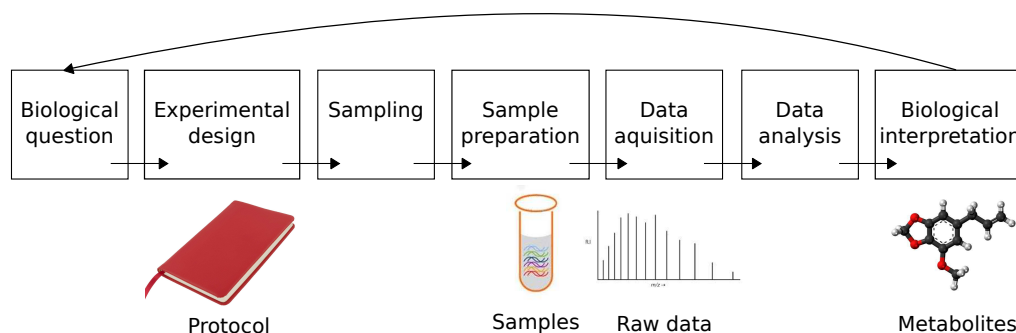 Biological
question
Experimental
design
Sampling
Sample
preparation
Data
aquisition
Data
analysis
Biological
interpretation
m/z →
Protocol
Samples
Raw data
Metabolites